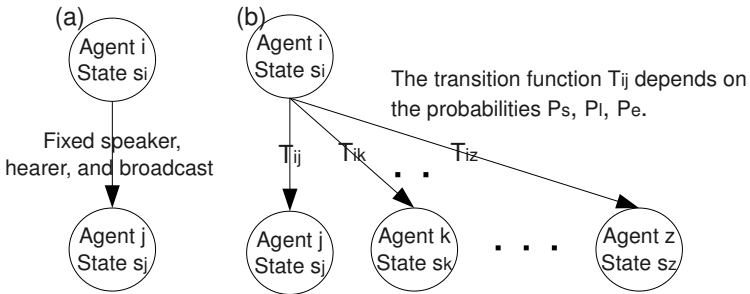 (a)
Agent i
State si
Fixed speaker,
hearer, and broadcast
Agent j
State sj
(b)
Agent i
State si
The transition function Tij depends on
the probabilities Ps, Pl, Pe.
Tij
Tik
. .
Tiz
Agent j
State sj
Agent k
State sk
. . .
Agent z
State sz